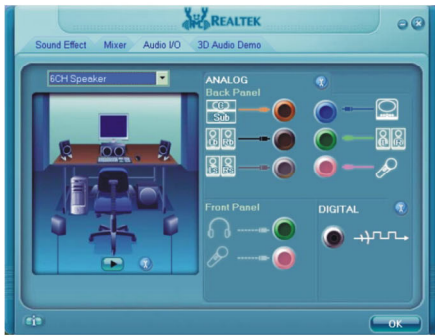 REALTEK
Sound Effect Mixer Audio I/O 3D Audio Demo
6CH Speaker
ANALOG
Back Panel
Sub
Front Panel
DIGITAL
OK